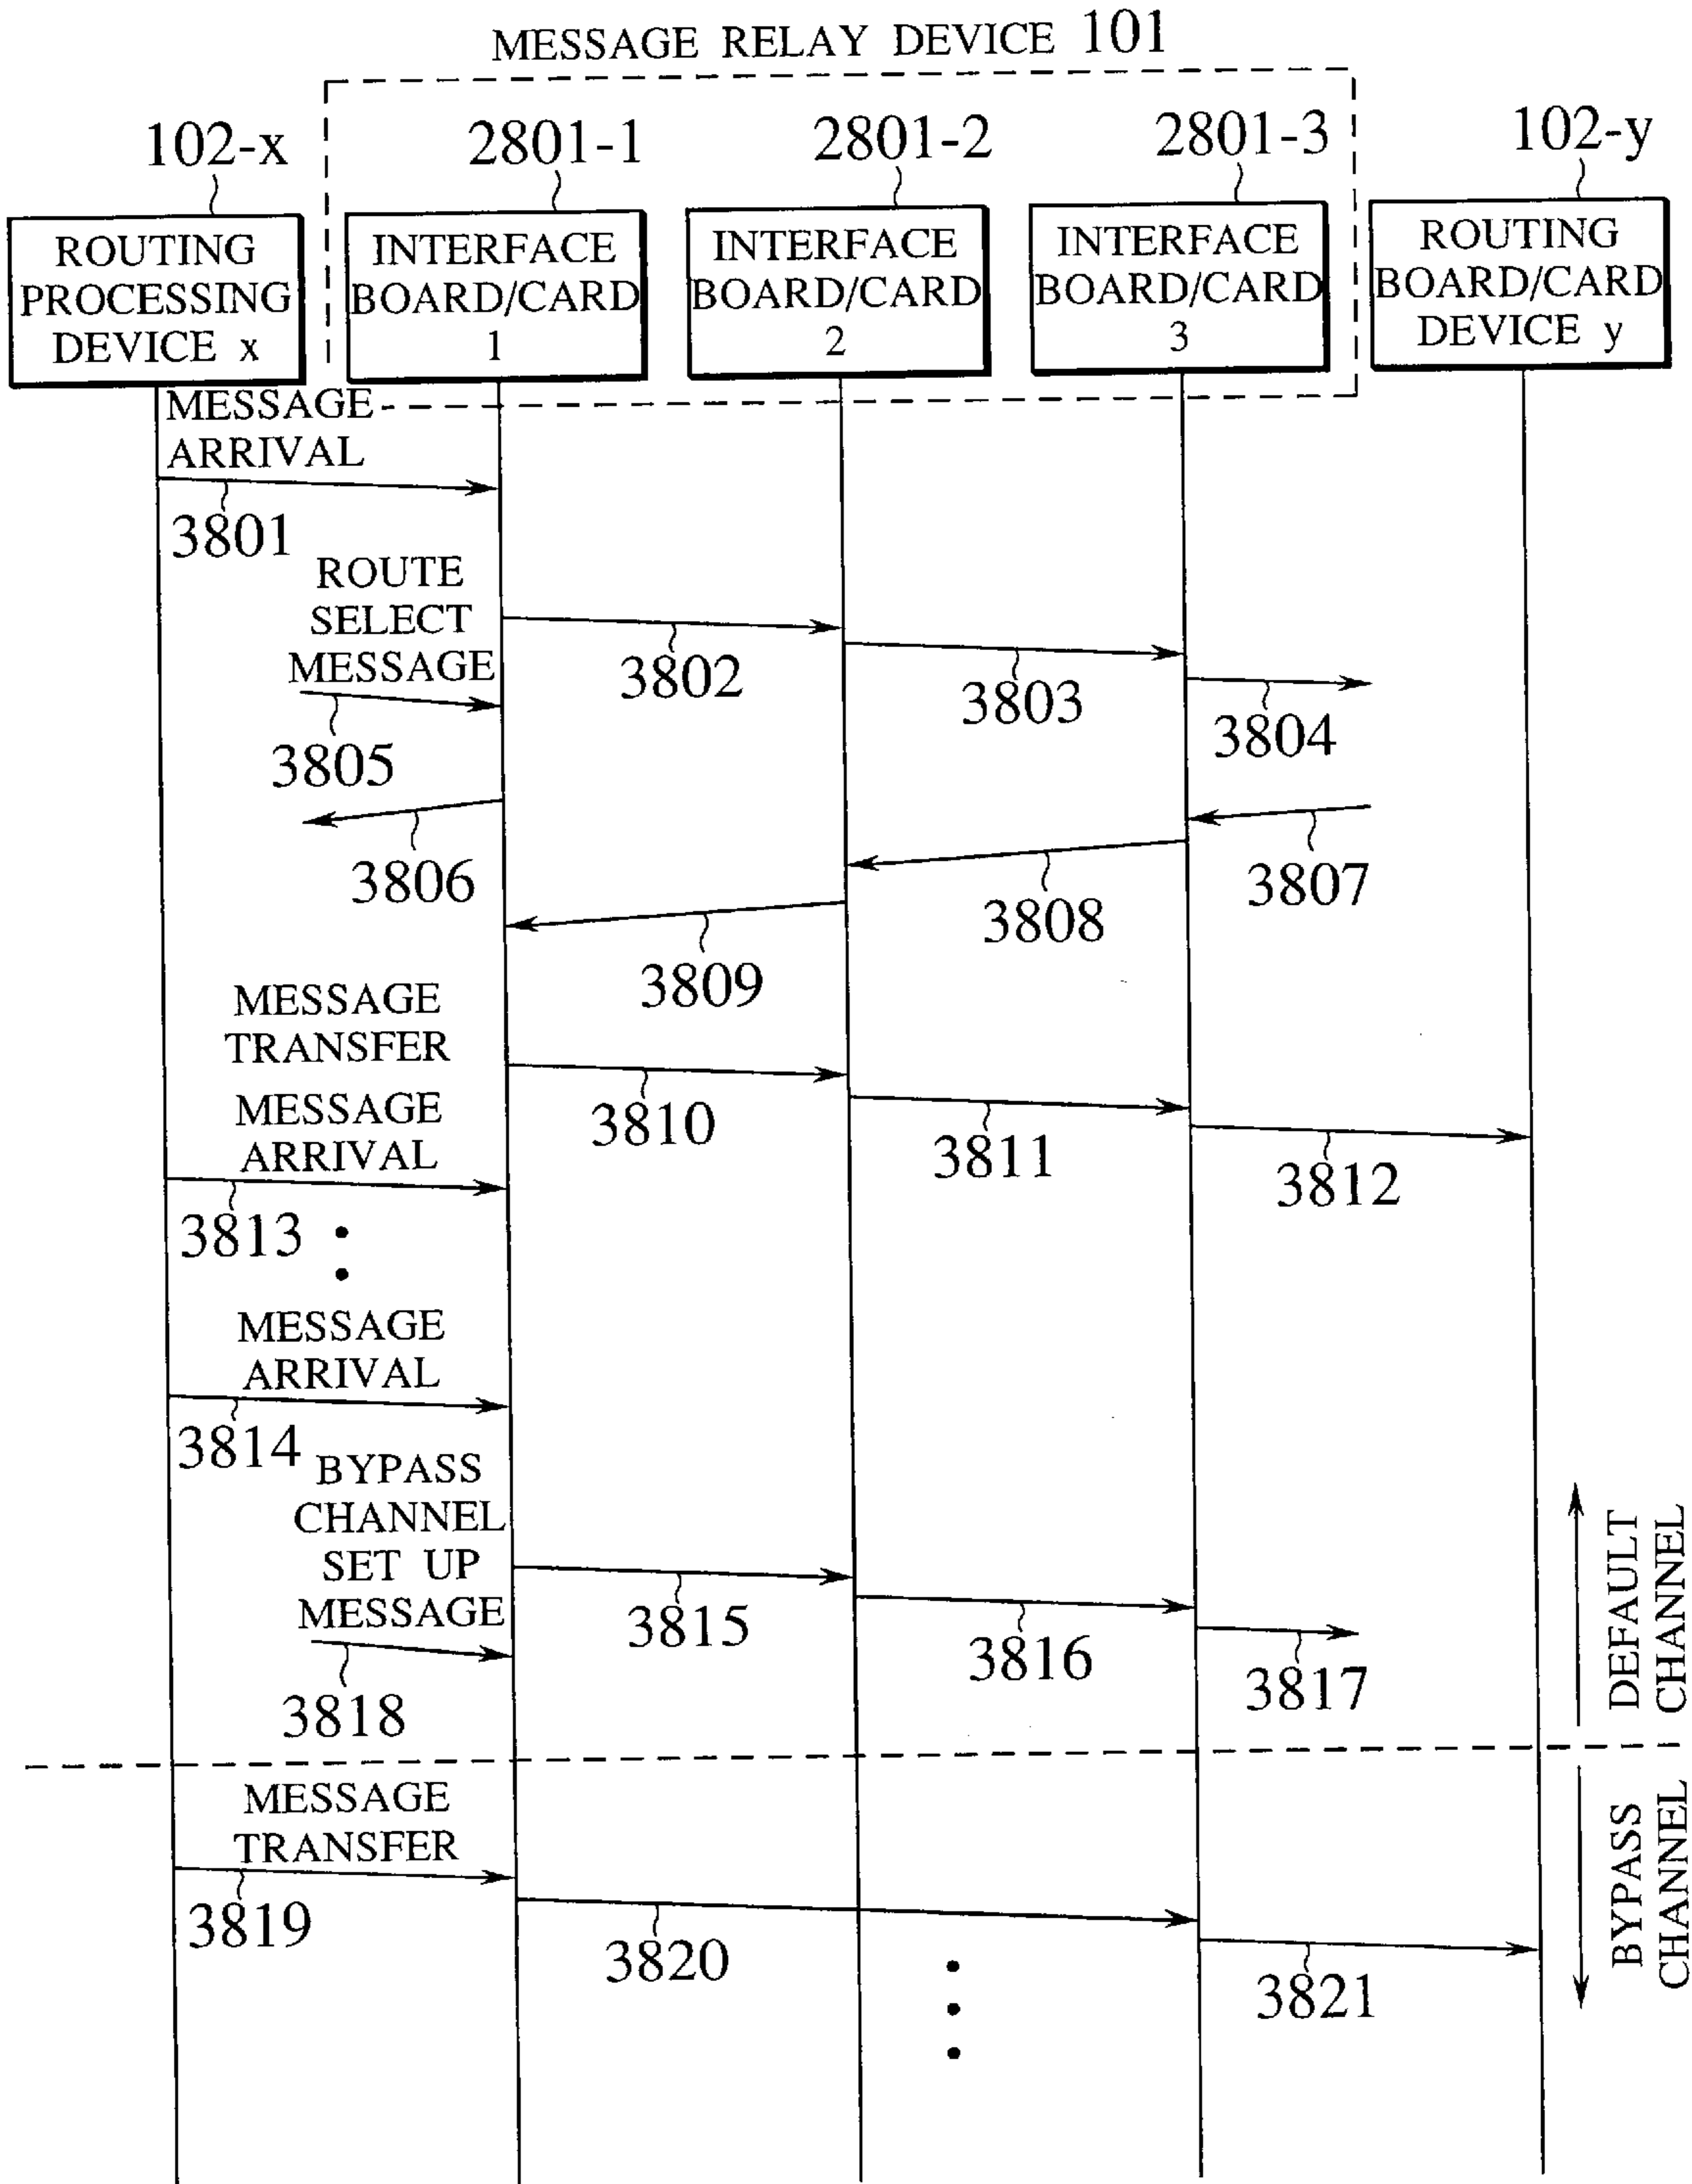 MESSAGE RELAY DEVICE 101
102-x
2801-1
2801-2
2801-3
102-y
ROUTING
PROCESSING
DEVICE x
INTERFACE
BOARD/CARD
1
INTERFACE
BOARD/CARD
2
INTERFACE
BOARD/CARD
3
ROUTING
BOARD/CARD
DEVICE y
MESSAGE
ARRIVAL
3801
ROUTE
SELECT
MESSAGE
3802
3803
3804
3805
3806
3807
3808
3809
MESSAGE
TRANSFER
3810
3811
3812
MESSAGE
ARRIVAL
3813
MESSAGE
ARRIVAL
3814
BYPASS
CHANNEL
SET UP
MESSAGE
3815
3816
3817
3818
DEFAULT
CHANNEL
MESSAGE
TRANSFER
3819
3820
3821
BYPASS
CHANNEL